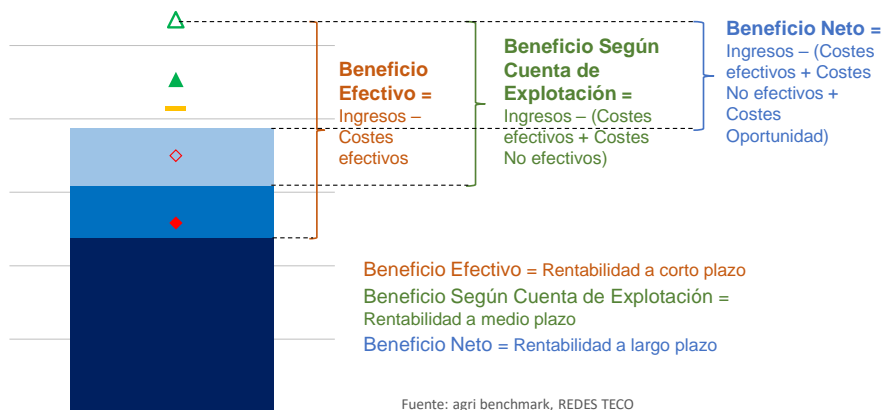 Beneficio
Efectivo =
Ingresos –
Costes
efectivos
Beneficio Según
Cuenta de
Explotación =
Ingresos – (Costes
efectivos + Costes
No efectivos)
Beneficio Neto =
Ingresos – (Costes
efectivos + Costes
No efectivos +
Costes
Oportunidad)
Beneficio Efectivo = Rentabilidad a corto plazo
Beneficio Según Cuenta de Explotación =
Rentabilidad a medio plazo
Beneficio Neto = Rentabilidad a largo plazo
Fuente: agri benchmark, REDES TECO